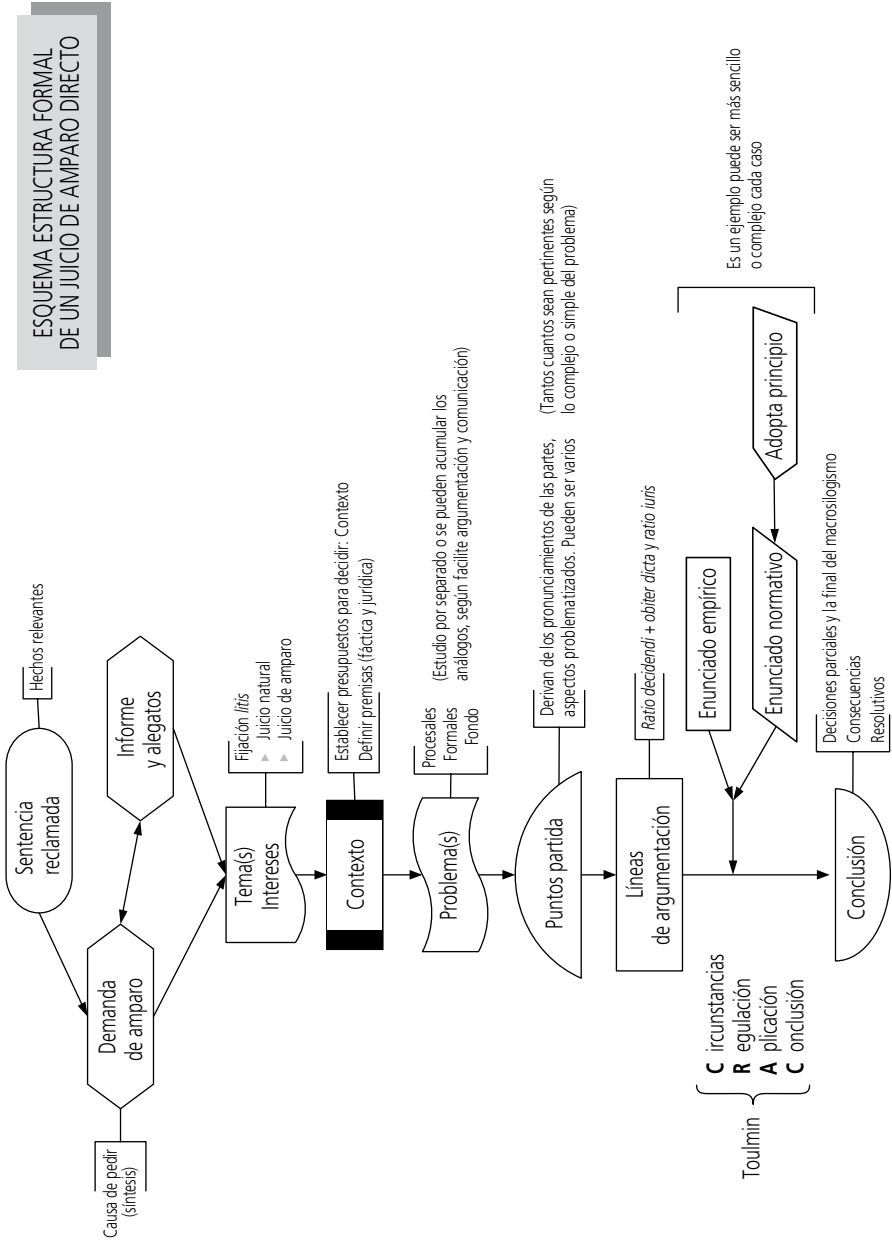 ESQUEMA ESTRUCTURA FORMAL
DE UN JUICIO DE AMPARO DIRECTO
Sentencia
reclamada
Hechos relevantes
Causa de pedir
(síntesis)
Demanda
de amparo
Informe
y alegatos
Tema(s)
Intereses
Fijación litis
Juicio natural
Juicio de amparo
Contexto
Establecer presupuestos para decidir: Contexto
Definir premisas (fáctica y jurídica)
Problema(s)
Procesales
Formales
Fondo
(Estudio por separado o se pueden acumular los
análogos, según facilite argumentación y comunicación)
Puntos partida
Derivan de los pronunciamientos de las partes,
aspectos problematizados. Pueden ser varios
(Tantos cuantos sean pertinentes según
lo complejo o simple del problema)
Líneas
de argumentación
Ratio decidendi + obiter dicta y ratio iuris
Toulmin
C ircunstancias
R egulación
A plicación
C onclusión
Enunciado empírico
Enunciado normativo
Adopta principio
Es un ejemplo puede ser más sencillo
o complejo cada caso
Conclusión
Decisiones parciales y la final del macrosilogismo
Consecuencias
Resolutivos